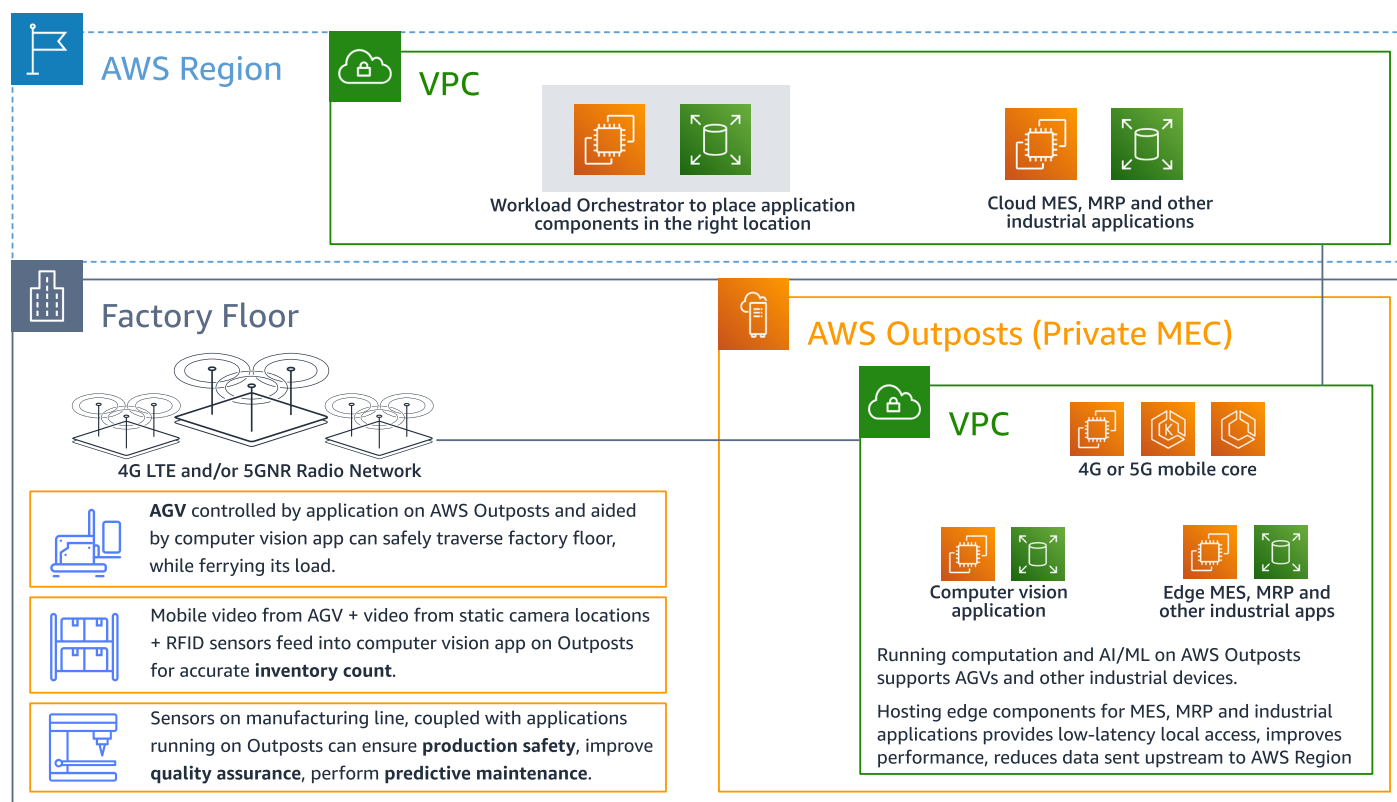 AWS Region
VPC
Workload Orchestrator to place application
components in the right location
Cloud MES, MRP and other
industrial applications
Factory Floor
4G LTE and/or 5GNR Radio Network
AGV controlled by application on AWS Outposts and aided
by computer vision app can safely traverse factory floor,
while ferrying its load.
Mobile video from AGV + video from static camera locations
+ RFID sensors feed into computer vision app on Outposts
for accurate inventory count.
Sensors on manufacturing line, coupled with applications
running on Outposts can ensure production safety, improve
quality assurance, perform predictive maintenance.
AWS Outposts (Private MEC)
VPC
K
4G or 5G mobile core
Computer vision
application
Edge MES, MRP and
other industrial apps
Running computation and AI/ML on AWS Outposts
supports AGVs and other industrial devices.
Hosting edge components for MES, MRP and industrial
applications provides low-latency local access, improves
performance, reduces data sent upstream to AWS Region